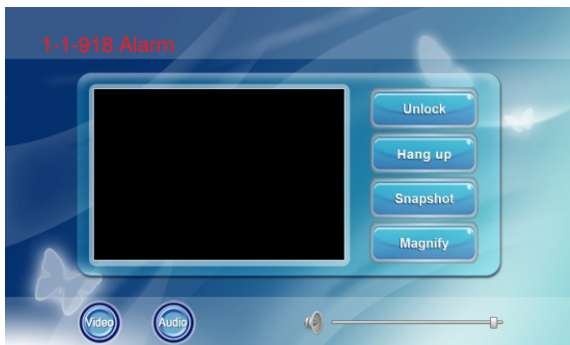 1-1-918 Alarm
Unlock
Hang up
Snapshot
Magnify
Video
Audio